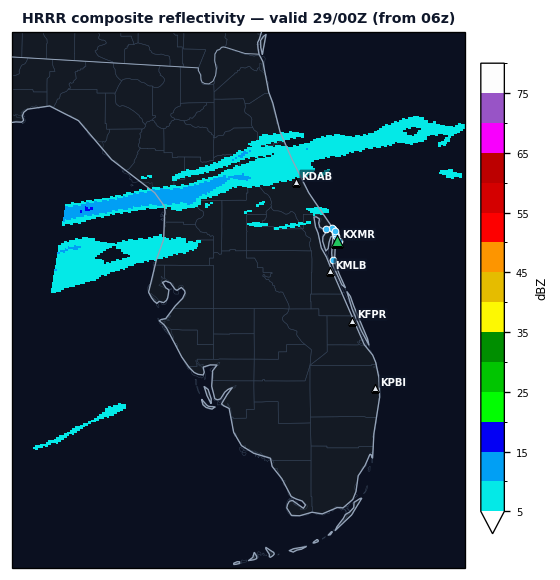 HRRR composite reflectivity — valid 29/00Z (from 06z)
KDAB
KXMR
KMLB
KFPR
KPBI
75
65
55
45
35
25
15
5
dBZ